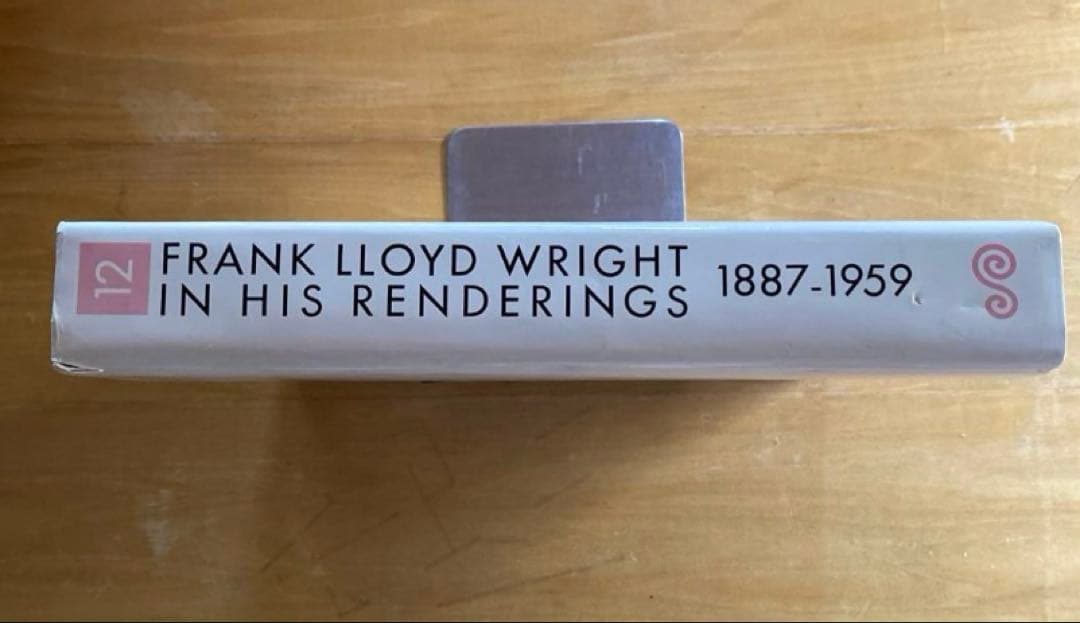 12
FRANK LLOYD WRIGHT
IN HIS RENDERINGS
1887-1959